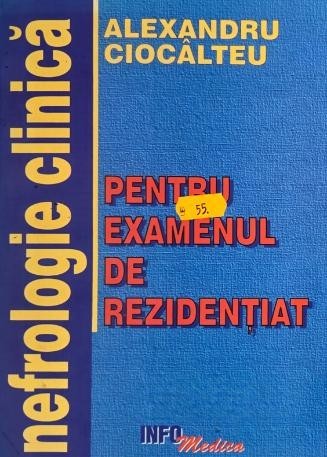 nefrologie clinică
ALEXANDRU
CIOCÂLTEU
PENTRU
55.
EXAMENUL
DE
REZIDENȚIAT
INFO
Medica